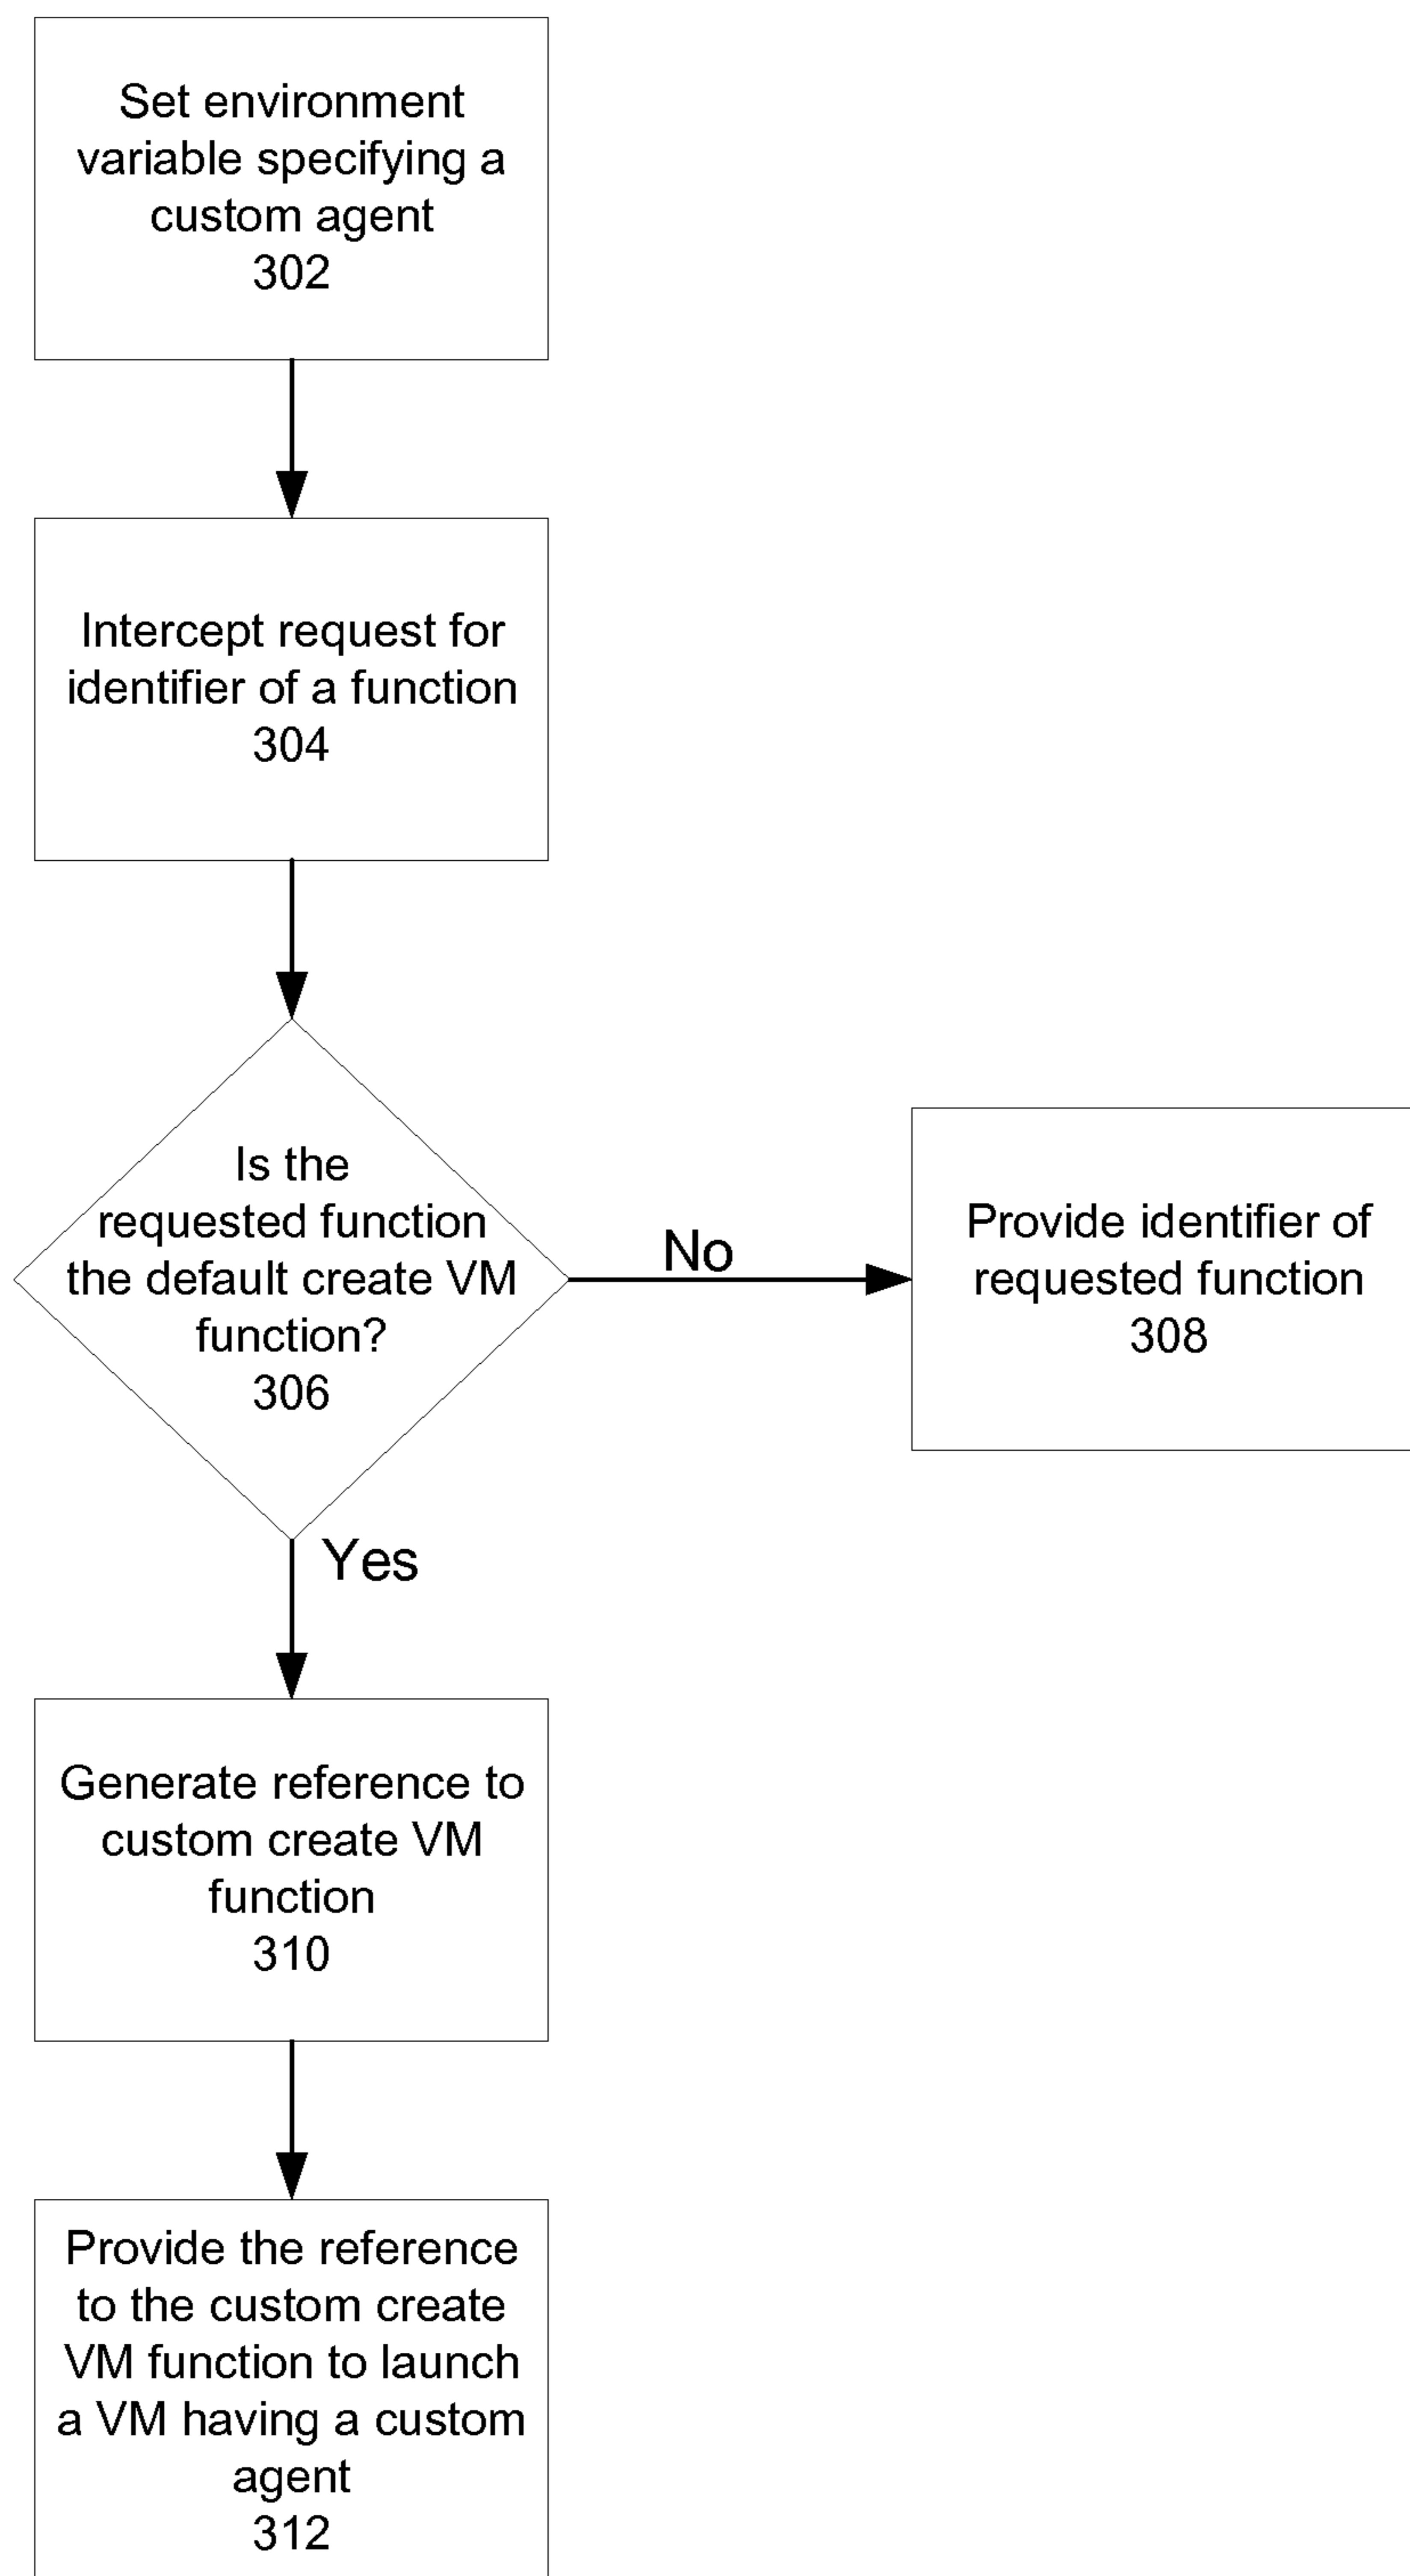 Set environment
variable specifying a
custom agent
302
Intercept request for
identifier of a function
304
Is the
requested function
the default create VM
function?
306
No
Provide identifier of
requested function
308
Yes
Generate reference to
custom create VM
function
310
Provide the reference
to the custom create
VM function to launch
a VM having a custom
agent
312